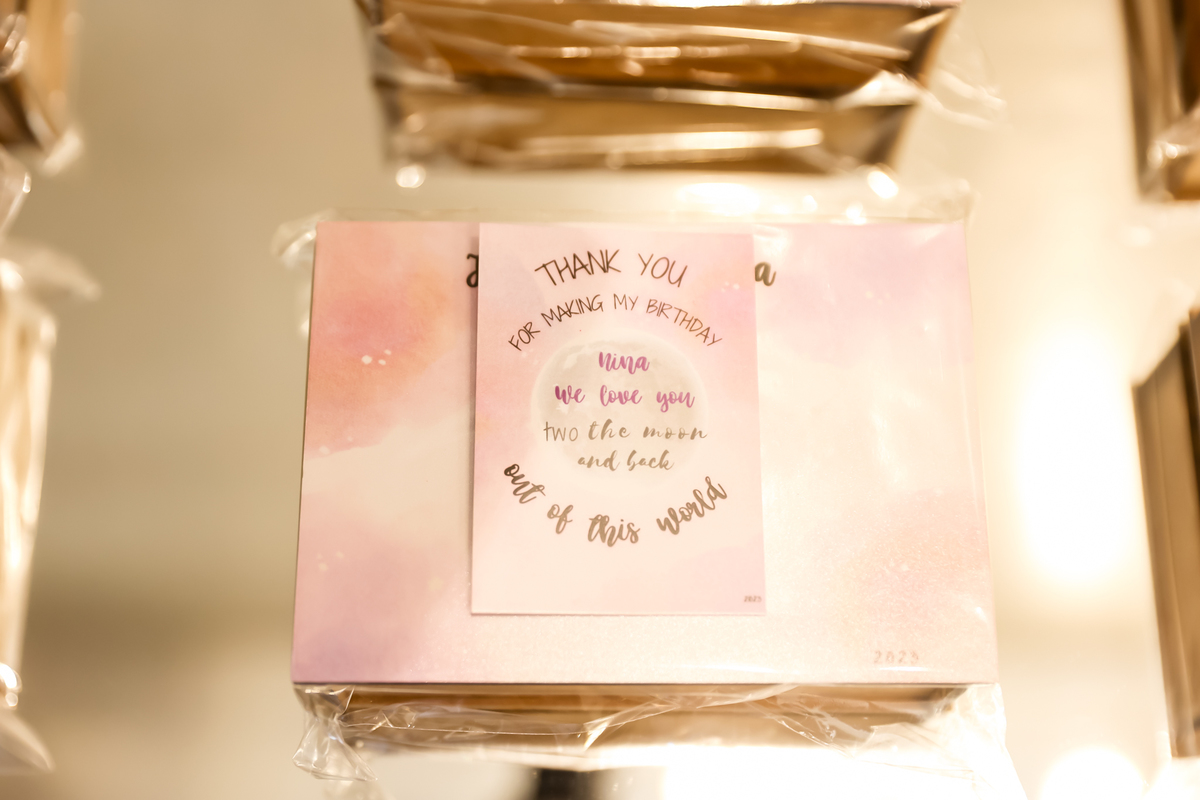 THANK YOU
FOR MAKING MY BIRTHDAY
nina
we love you
two the moon
and back
out of this world
2023
2023